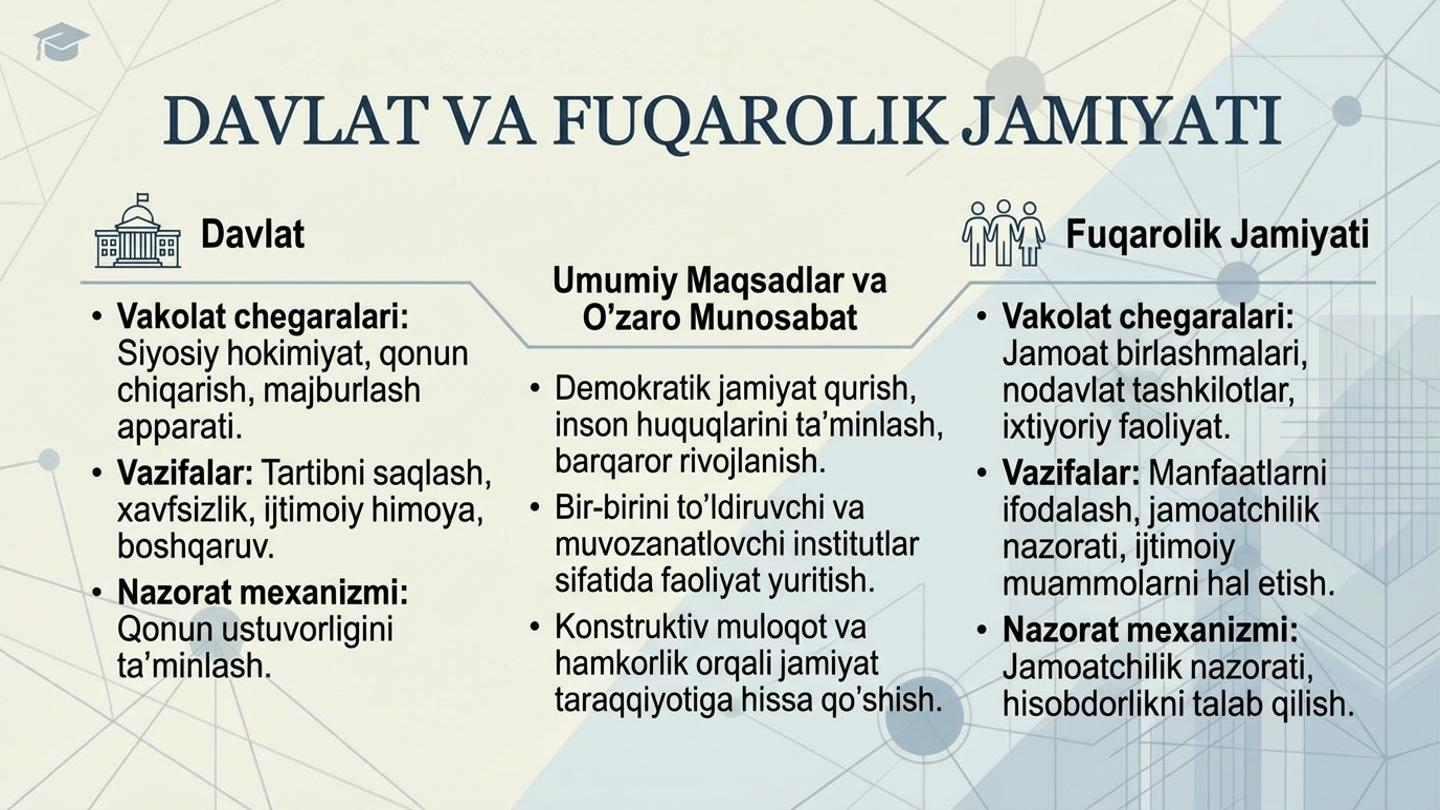 DAVLAT VA FUQAROLIK JAMIYATI
Davlat
• Vakolat chegaralari:
Siyosiy hokimiyat, qonun
chiqarish, majburlash
apparati.
• Vazifalar: Tartibni saqlash,
xavfsizlik, ijtimoiy himoya,
boshqaruv.
• Nazorat mexanizmi:
Qonun ustuvorligini
ta’minlash.
Umumiy Maqsadlar va
O’zaro Munosabat
• Demokratik jamiyat qurish,
inson huquqlarini ta’minlash,
barqaror rivojlanish.
• Bir-birini to’ldiruvchi va
muvozanatlovchi institutlar
sifatida faoliyat yuritish.
• Konstruktiv muloqot va
hamkorlik orqali jamiyat
taraqqiyotiga hissa qo’shish.
Fuqarolik Jamiyati
• Vakolat chegaralari:
Jamoat birlashmalari,
nodavlat tashkilotlar,
ixtiyoriy faoliyat.
• Vazifalar: Manfaatlarni
ifodalash, jamoatchilik
nazorati, ijtimoiy
muammolarni hal etish.
• Nazorat mexanizmi:
Jamoatchilik nazorati,
hisobdorlikni talab qilish.